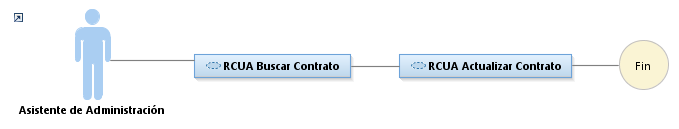 RCUA Buscar Contrato
RCUA Actualizar Contrato
Fin
Asistente de Administración